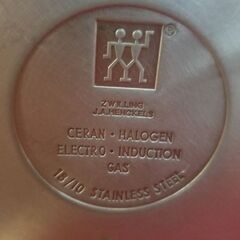 ®
ZWILLING
J.A.HENCKELS
CERAN · HALOGEN
ELECTRO · INDUCTION
GAS
18/10 STAINLESS STEEL